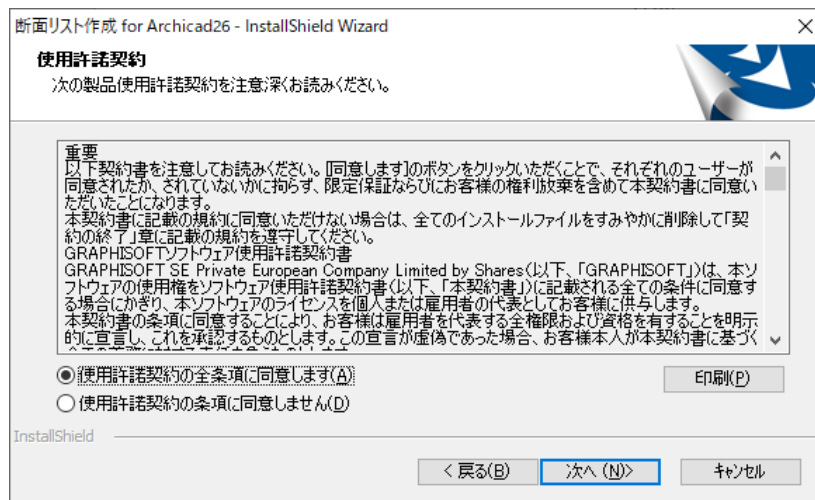 断面リスト作成 for Archicad26 - InstallShield Wizard
使用許諾契約
次の製品使用許諾契約を注意深くお読みください。
重要
以下契約書を注意してお読みください。[同意します]のボタンをクリックいただくことで、それぞれのユーザーが
同意されたか、されていないかに拘らず、限定保証ならびにお客様の権利放棄を含めて本契約書に同意い
ただいたことになります。
本契約書に記載の規約に同意いただけない場合は、全てのインストールファイルをすみやかに削除して「契
約の終了」章に記載の規約を遵守してください。
GRAPHISOFTソフトウェア使用許諾契約書
GRAPHISOFT SE Private European Company Limited by Shares(以下、「GRAPHISOFT」)は、本ソ
フトウェアの使用権をソフトウェア使用許諾契約書(以下、「本契約書」)に記載される全ての条件に同意す
る場合にかぎり、本ソフトウェアのライセンスを個人または雇用者の代表としてお客様に供与します。
本契約書の条項に同意することにより、お客様は雇用者を代表する全権限および資格を有することを明示
的に宣言し、これを承認するものとします。この宣言が虚偽であった場合、お客様本人が本契約書に基づく
使用許諾契約の全条項に同意します(A)
印刷(P)
使用許諾契約の条項に同意しません(D)
InstallShield
< 戻る(B)
次へ (N)>
キャンセル